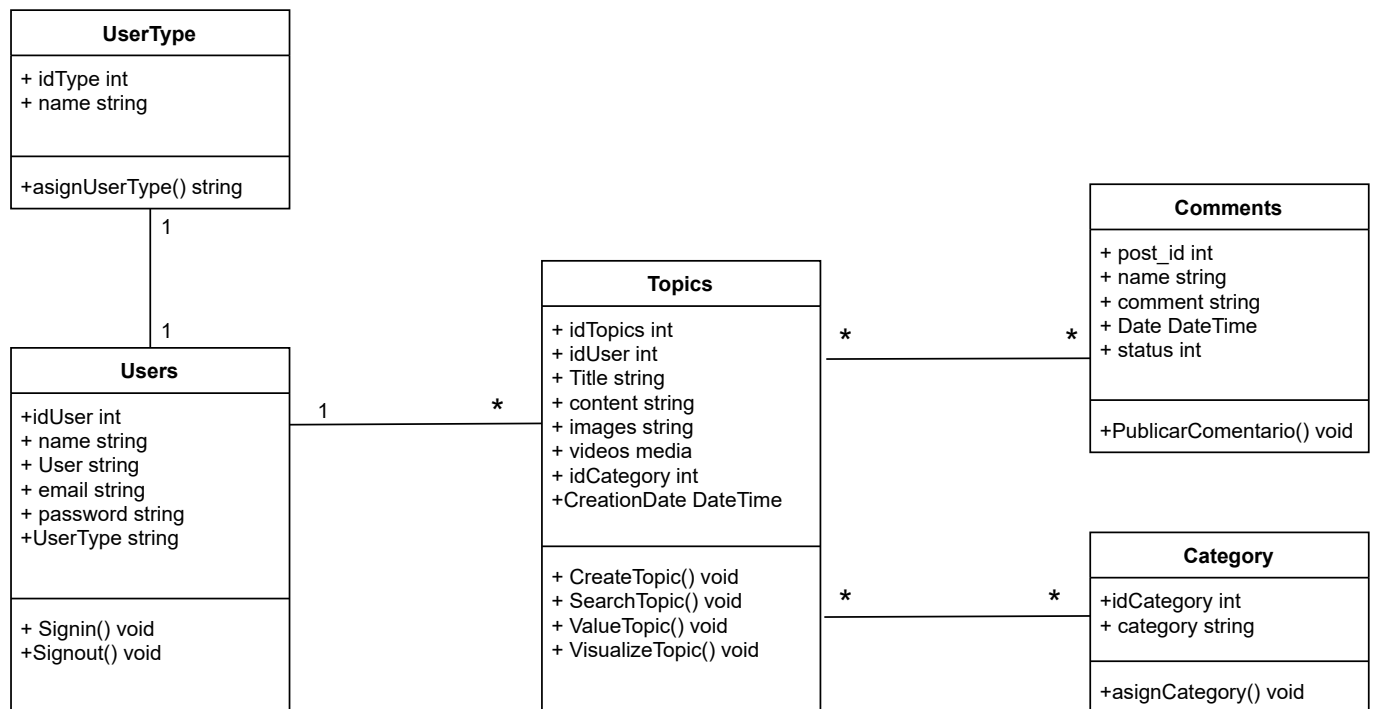 UserType
+ idType int
+ name string
+asignUserType() string
1
1
Users
+idUser int
+ name string
+ User string
+ email string
+ password string
+UserType string
+ Signin() void
+Signout() void
1
*
Topics
+ idTopics int
+ idUser int
+ Title string
+ content string
+ images string
+ videos media
+ idCategory int
+CreationDate DateTime
+ CreateTopic() void
+ SearchTopic() void
+ ValueTopic() void
+ VisualizeTopic() void
*
*
Comments
+ post_id int
+ name string
+ comment string
+ Date DateTime
+ status int
+PublicarComentario() void
*
*
Category
+idCategory int
+ category string
+asignCategory() void